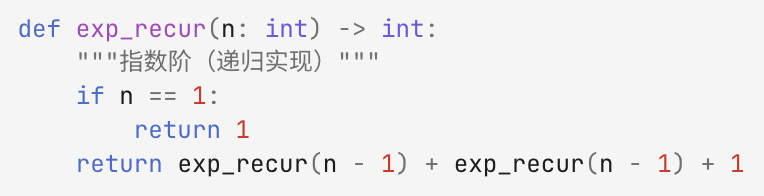 def exp_recur(n: int) -> int:
    """指数阶（递归实现）"""
    if n == 1:
        return 1
    return exp_recur(n - 1) + exp_recur(n - 1) + 1